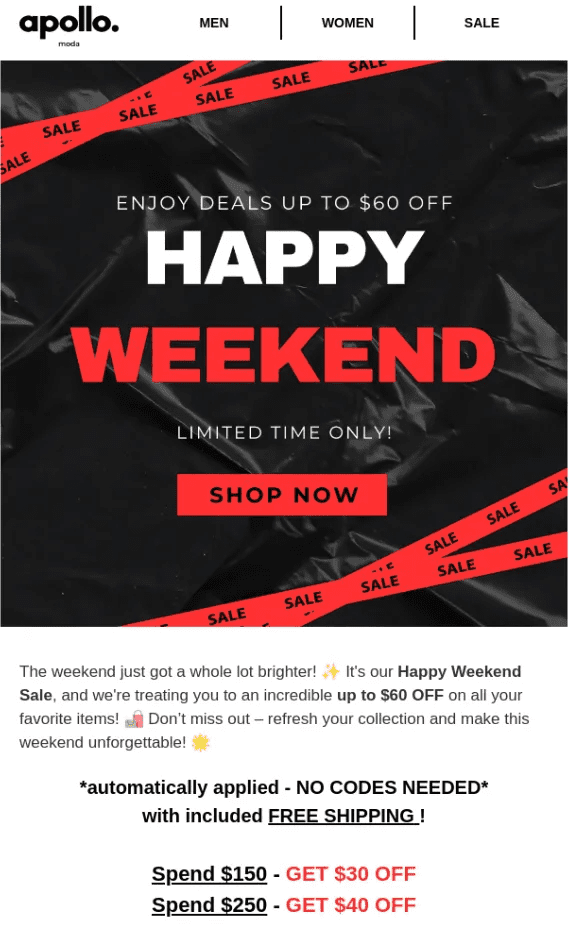 apollo.
moda
MEN
WOMEN
SALE
SALE SALE
SALE SALE SALE SALE
SALE
ENJOY DEALS UP TO $60 OFF
HAPPY
WEEKEND
LIMITED TIME ONLY!
SHOP NOW
SALE SALE
SALE SALE SALE SALE SALE
The weekend just got a whole lot brighter! ✨ It's our Happy Weekend
Sale, and we're treating you to an incredible up to $60 OFF on all your
favorite items! 🛍️ Don’t miss out – refresh your collection and make this
weekend unforgettable! 🌟
*automatically applied - NO CODES NEEDED*
with included FREE SHIPPING !
Spend $150 - GET $30 OFF
Spend $250 - GET $40 OFF